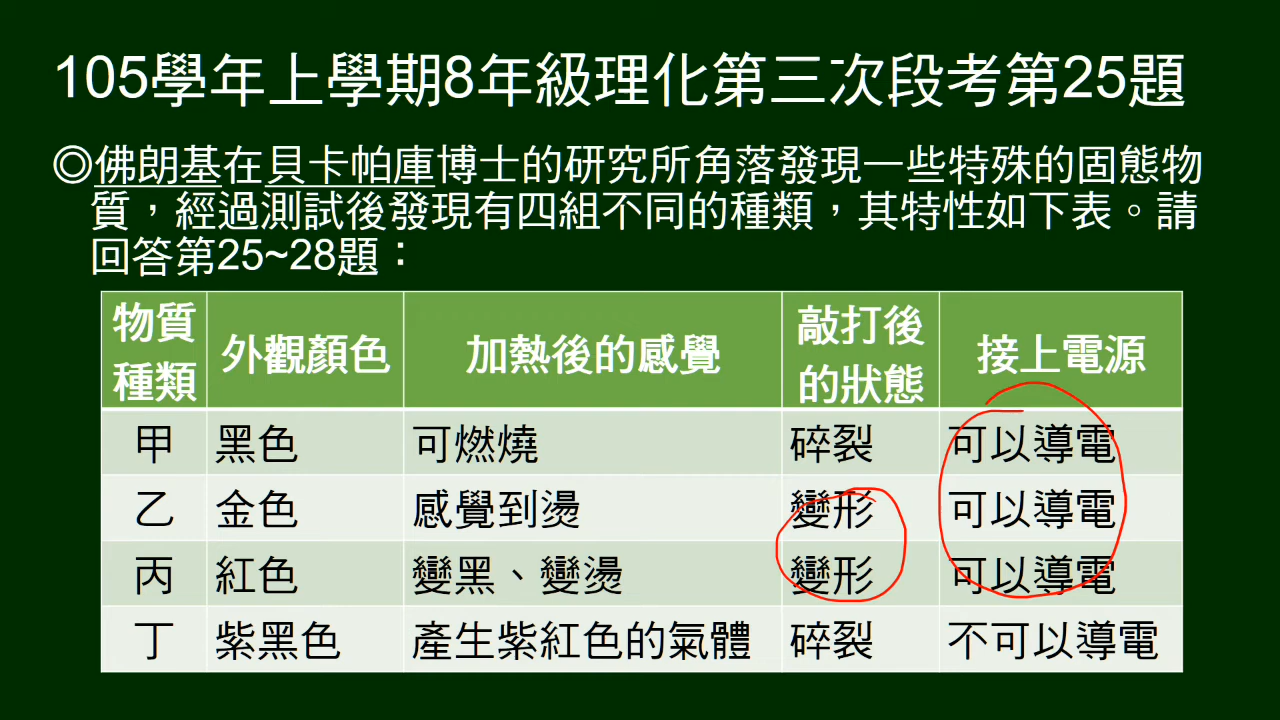 105學年上學期8年級理化第三次段考第25題
◎佛朗基在貝卡帕庫博士的研究所角落發現一些特殊的固態物
質，經過測試後發現有四組不同的種類，其特性如下表。請
回答第25~28題：
物質種類 外觀顏色 加熱後的感覺 敲打後的狀態 接上電源
甲 黑色 可燃燒 碎裂 可以導電
乙 金色 感覺到燙 變形 可以導電
丙 紅色 變黑、變燙 變形 可以導電
丁 紫黑色 產生紫紅色的氣體 碎裂 不可以導電